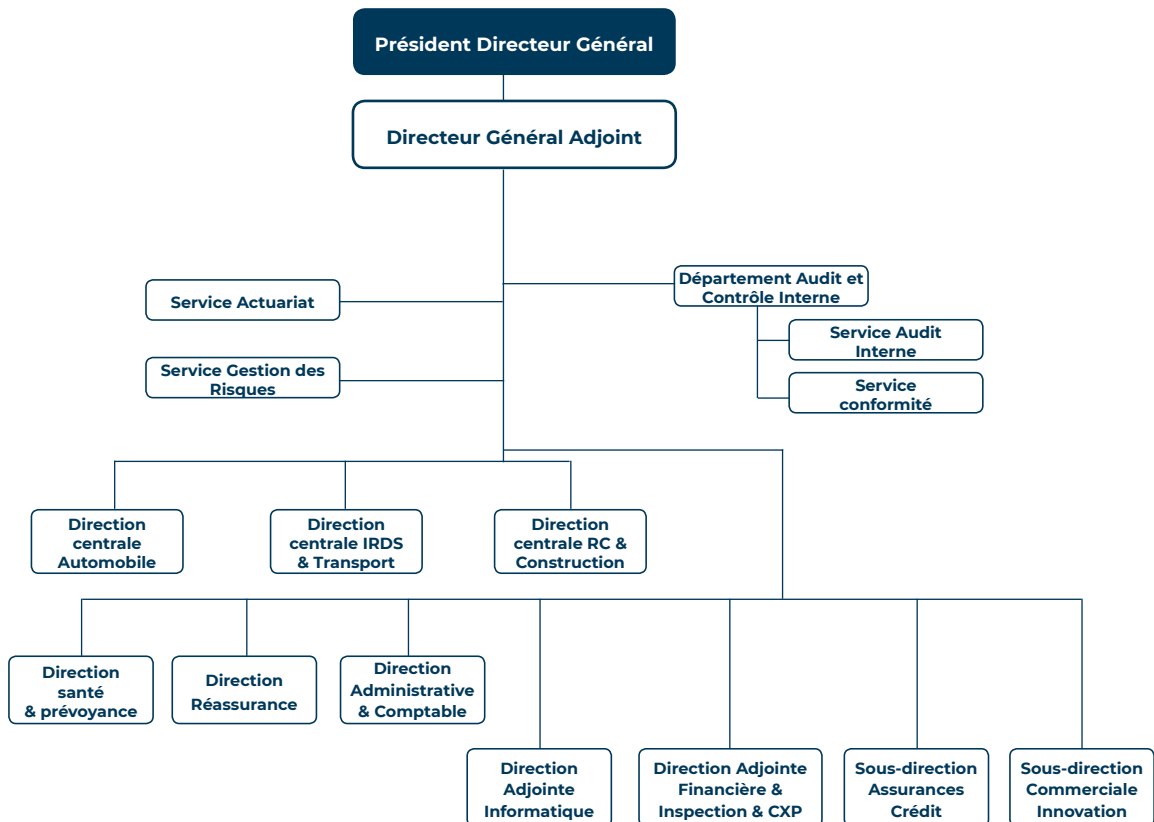 Président Directeur Général
Directeur Général Adjoint
Service Actuariat
Département Audit et
Contrôle Interne
Service Audit
Interne
Service Gestion des
Risques
Service
conformité
Direction
centrale
Automobile
Direction
centrale IRDS
& Transport
Direction
centrale RC &
Construction
Direction
santé
& prévoyance
Direction
Réassurance
Direction
Administrative
& Comptable
Direction
Adjointe
Informatique
Direction Adjointe
Financière &
Inspection & CXP
Sous-direction
Assurances
Crédit
Sous-direction
Commerciale
Innovation